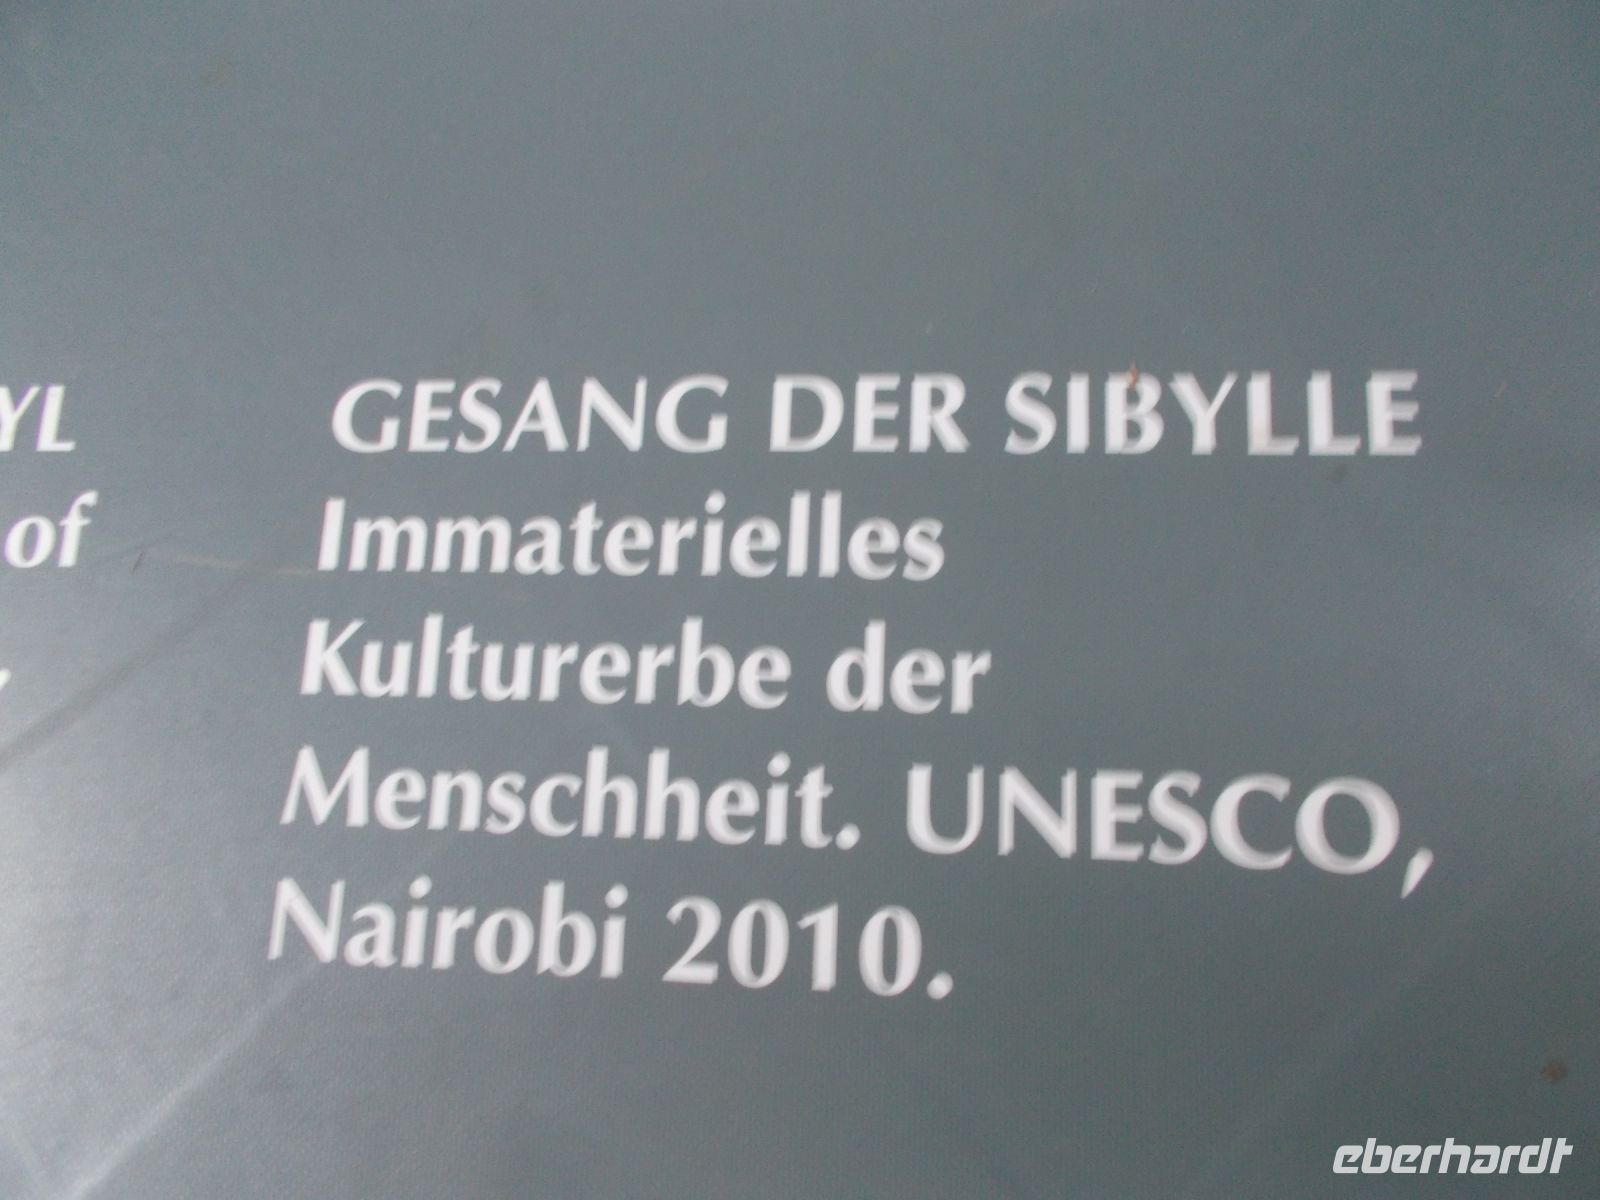 YL
of
GESANG DER SIBYLLE
Immaterielles
Kulturerbe der
Menschheit. UNESCO,
Nairobi 2010.
eberhardt